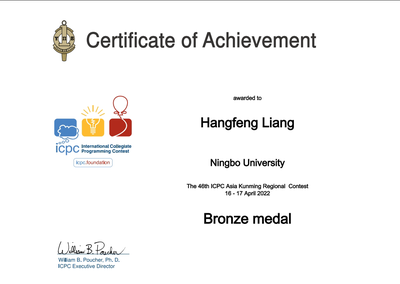 Certificate of Achievement
awarded to
Hangfeng Liang
icpc International Collegiate
Programming Contest
icpc.foundation
Ningbo University
The 46th ICPC Asia Kunming Regional Contest
16 - 17 April 2022
Bronze medal
William B. Poucher
William B. Poucher, Ph. D.
ICPC Executive Director